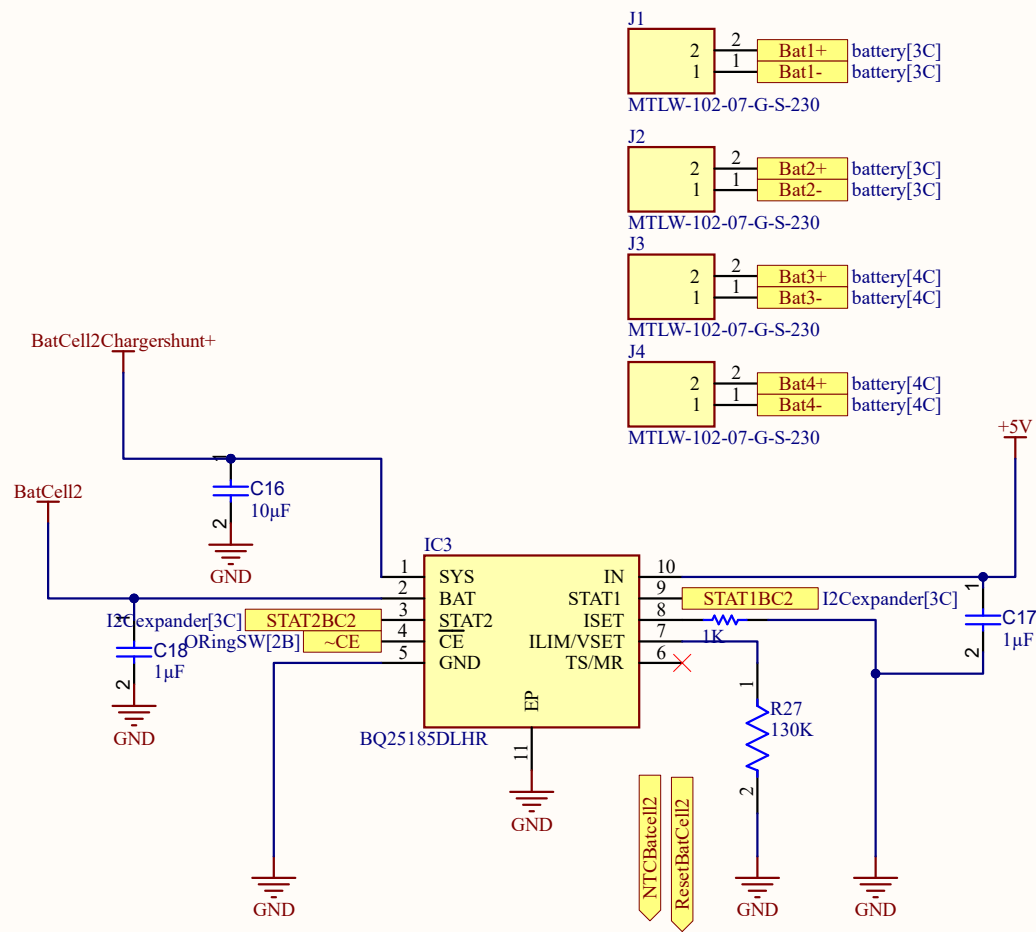 J1
2 2 Bat1+ battery[3C]
1 1 Bat1- battery[3C]
MTLW-102-07-G-S-230
J2
2 2 Bat2+ battery[3C]
1 1 Bat2- battery[3C]
MTLW-102-07-G-S-230
J3
2 2 Bat3+ battery[4C]
1 1 Bat3- battery[4C]
MTLW-102-07-G-S-230
J4
2 2 Bat4+ battery[4C]
1 1 Bat4- battery[4C]
MTLW-102-07-G-S-230
BatCell2Chargershunt+
+5V
1
C16
10µF
2
GND
BatCell2
IC3
1 SYS IN 10
2 BAT STAT1 9 STAT1BC2 I2Cexpander[3C]
I2Cexpander[3C] STAT2BC2 3 STAT2 ISET 8
ORingSW[2B] ~CE 4 CE ILIM/VSET 7
5 GND TS/MR 6
1K
1
C17
1µF
2
1
C18
1µF
2
GND
EP
11
BQ25185DLHR
GND
1
R27
130K
2
NTCBatcell2
ResetBatCell2
GND
GND
GND